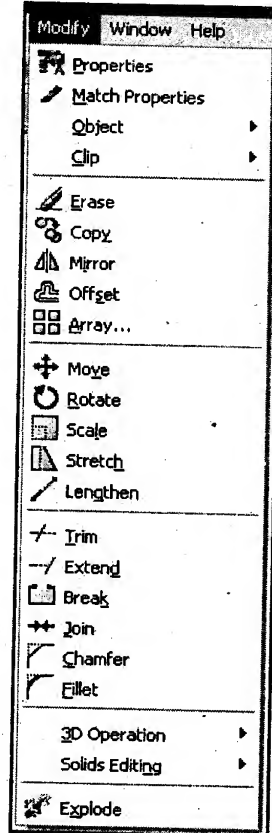 Modify Window Help
Properties
Match Properties
Object
Clip
Erase
Copy
Mirror
Offset
Array...
Move
Rotate
Scale
Stretch
Lengthen
Trim
Extend
Break
Join
Chamfer
Fillet
3D Operation
Solids Editing
Explode